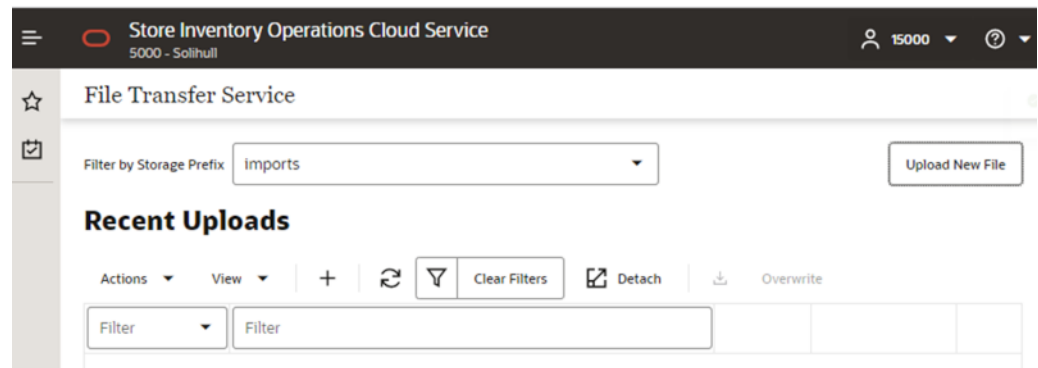 Store Inventory Operations Cloud Service
5000 - Solihull
15000
File Transfer Service
Filter by Storage Prefix imports Upload New File
Recent Uploads
Actions View Clear Filters Detach Overwrite
Filter Filter